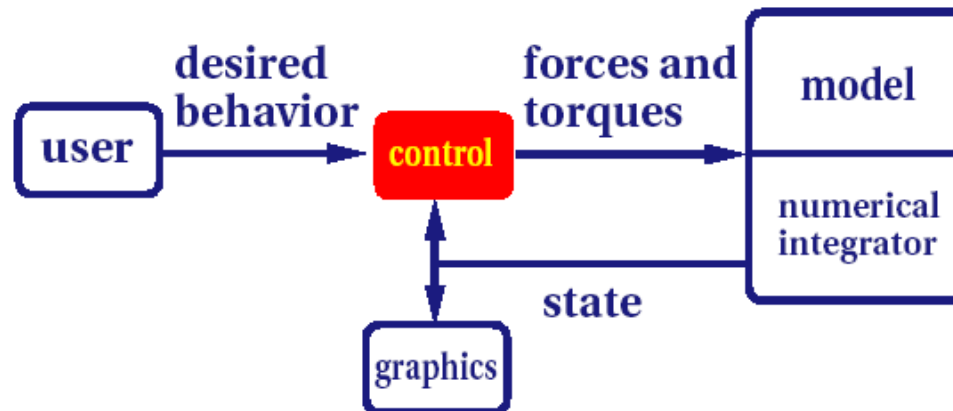 desired
behavior
forces and
torques
model
user
control
numerical
integrator
state
graphics